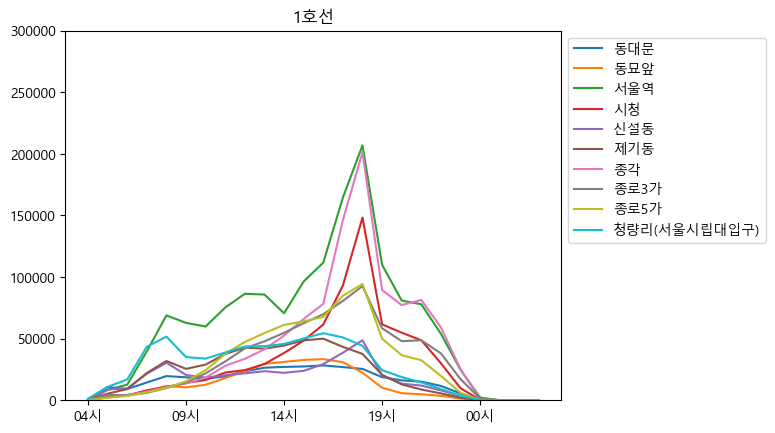 1호선
300000
250000
200000
150000
100000
50000
0
04시 09시 14시 19시 00시
동대문
동묘앞
서울역
시청
신설동
제기동
종각
종로3가
종로5가
청량리(서울시립대입구)